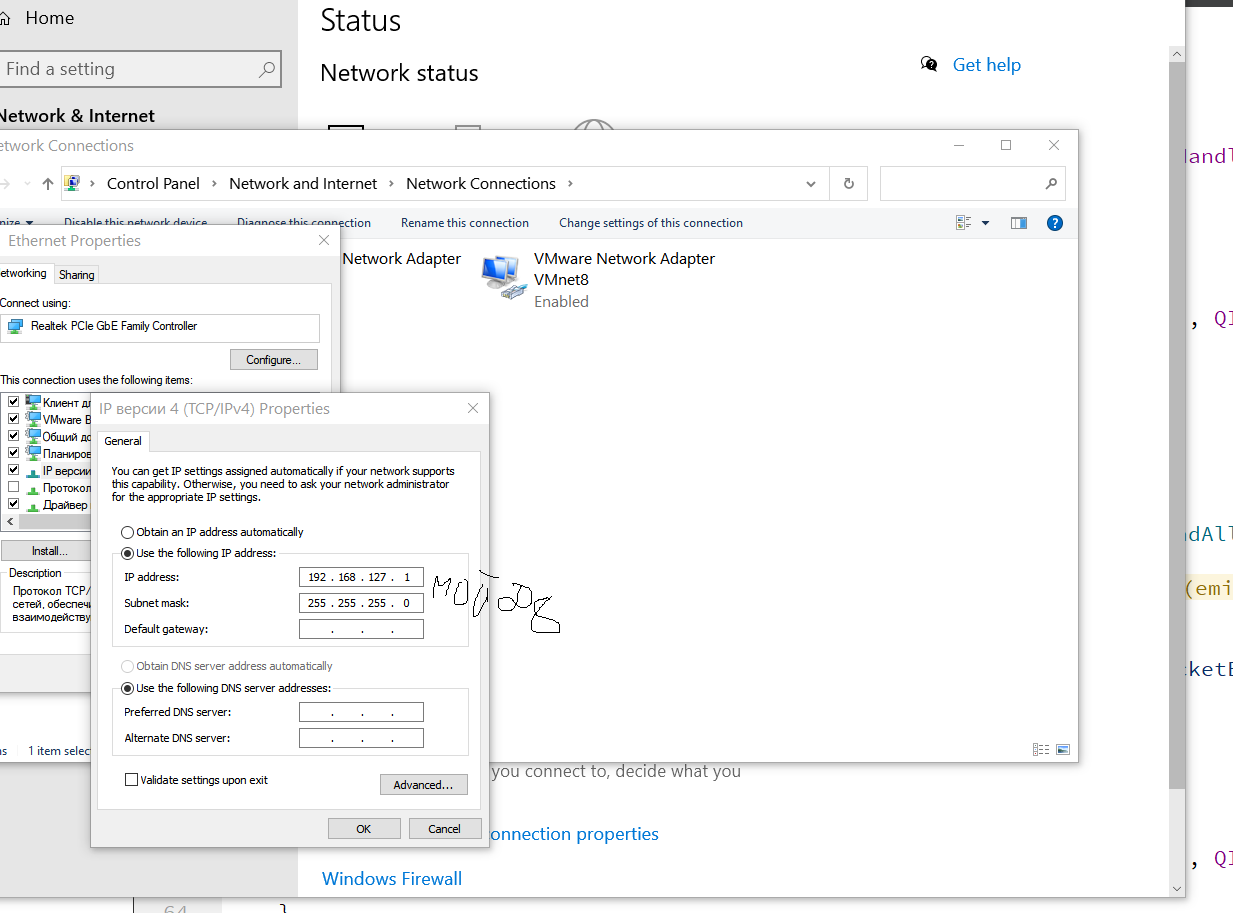 Home
Status
Find a setting
Network status
Get help
Network & Internet
etwork Connections
Control Panel
Network and Internet
Network Connections
Disable this network device
Diagnose this connection
Rename this connection
Change settings of this connection
Ethernet Properties
etworking
Sharing
Network Adapter
VMware Network Adapter
VMnet8
Enabled
Connect using:
Realtek PCIe GbE Family Controller
Configure...
This connection uses the following items:
Клиент дл
VMware B
Общий до
Планиров
IP версии
Протокол
Драйвер
Install...
Description
Протокол TCP/
сетей, обеспечи
взаимодейству
1 item selec
IP версии 4 (TCP/IPv4) Properties
General
You can get IP settings assigned automatically if your network supports
this capability. Otherwise, you need to ask your network administrator
for the appropriate IP settings.
Obtain an IP address automatically
Use the following IP address:
IP address:
192 . 168 . 127 . 1
Subnet mask:
255 . 255 . 255 . 0
Default gateway:
Obtain DNS server address automatically
Use the following DNS server addresses:
Preferred DNS server:
Alternate DNS server:
Validate settings upon exit
Advanced...
OK
Cancel
you connect to, decide what you
onnection properties
Windows Firewall
Handl
, QI
ndAll
(emi
cketE
, QI
64
}